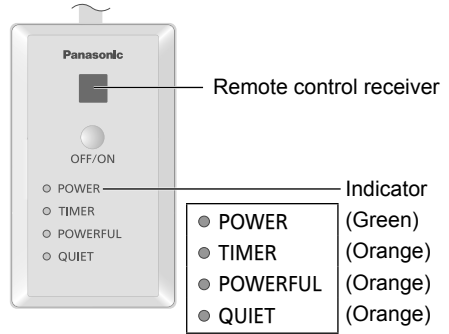 Panasonic
Remote control receiver
OFF/ON
POWER
Indicator
TIMER
POWERFUL
QUIET
POWER (Green)
TIMER (Orange)
POWERFUL (Orange)
QUIET (Orange)